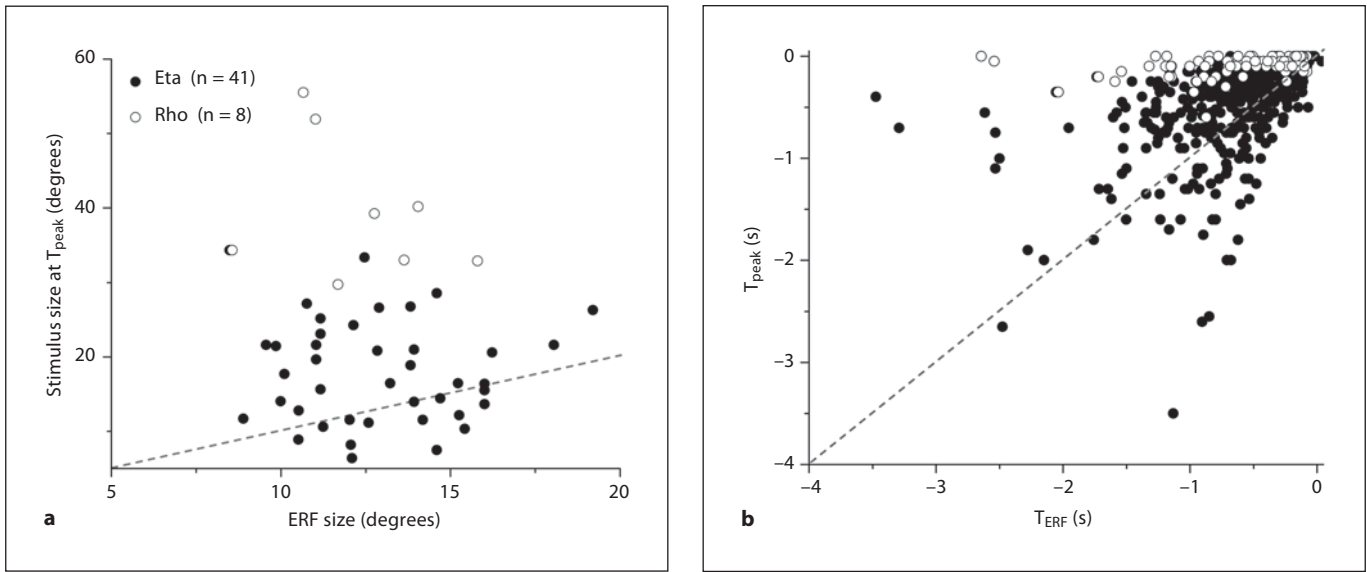 60
40
20
Stimulus size at Tpeak (degrees)
Eta (n = 41)
Rho (n = 8)
5
10
15
20
ERF size (degrees)
a
0
–1
–2
–3
–4
Tpeak (s)
–4
–3
–2
–1
0
TERF (s)
b